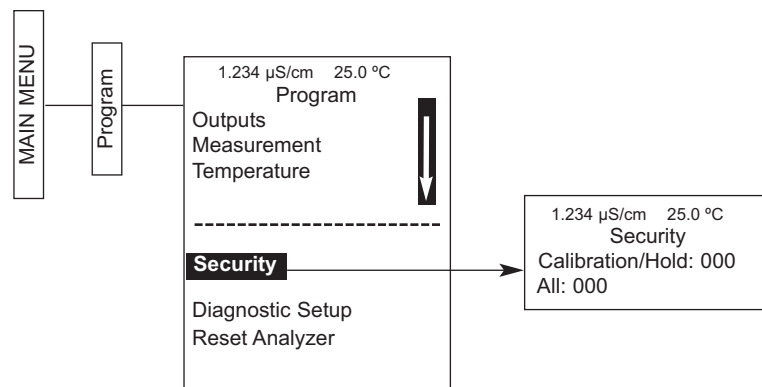 MAIN MENU
Program
1.234 µS/cm 25.0 ºC
Program
Outputs
Measurement
Temperature
Security
Diagnostic Setup
Reset Analyzer
1.234 µS/cm 25.0 ºC
Security
Calibration/Hold: 000
All: 000